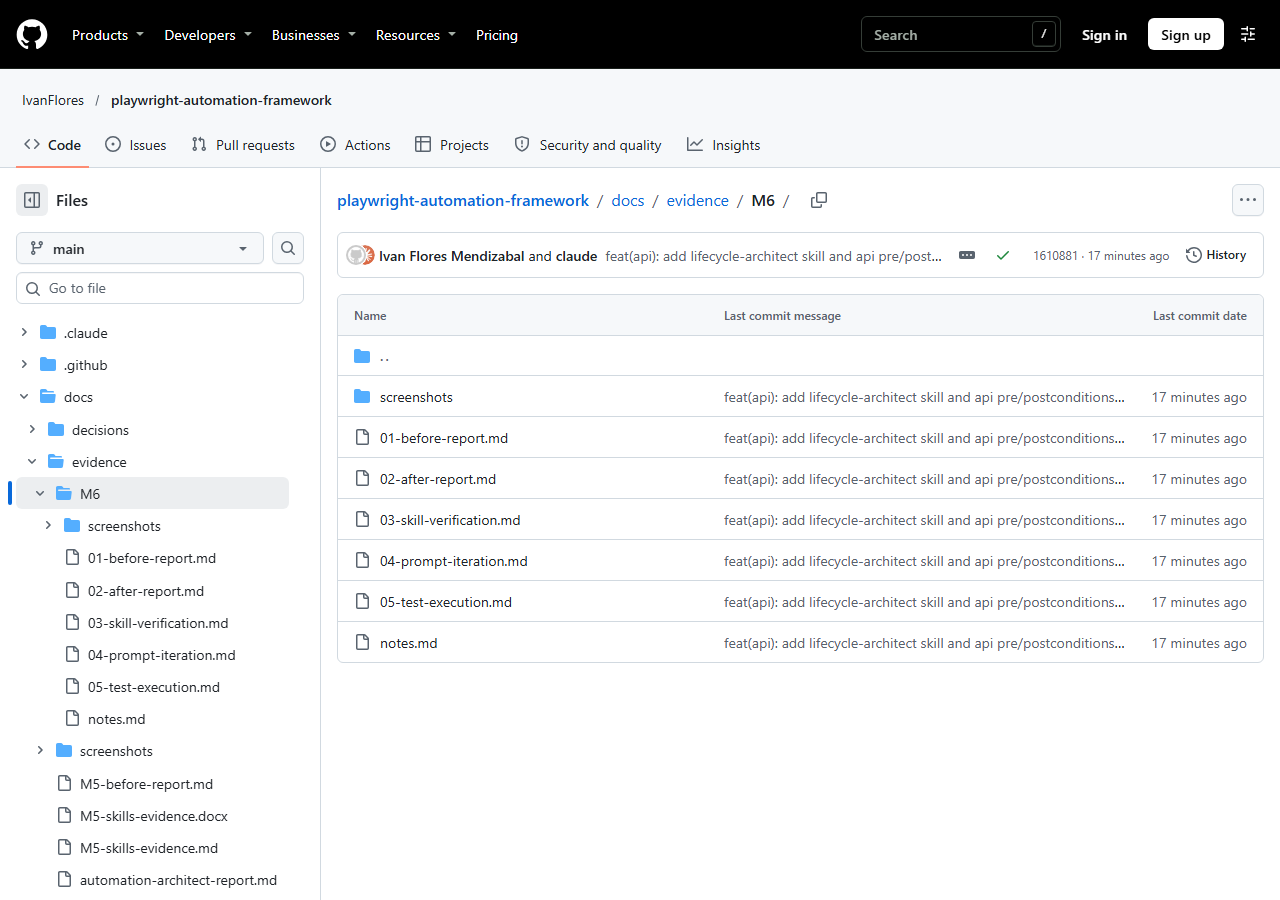 Products Developers Businesses Resources Pricing Search / Sign in Sign up
IvanFlores / playwright-automation-framework
Code Issues Pull requests Actions Projects Security and quality Insights
Files
main
Go to file
.claude
.github
docs
decisions
evidence
M6
screenshots
01-before-report.md
02-after-report.md
03-skill-verification.md
04-prompt-iteration.md
05-test-execution.md
notes.md
screenshots
M5-before-report.md
M5-skills-evidence.docx
M5-skills-evidence.md
automation-architect-report.md
playwright-automation-framework / docs / evidence / M6 /
Ivan Flores Mendizabal and claude feat(api): add lifecycle-architect skill and api pre/post... 1610881 · 17 minutes ago History
Name Last commit message Last commit date
..
screenshots feat(api): add lifecycle-architect skill and api pre/postconditions... 17 minutes ago
01-before-report.md feat(api): add lifecycle-architect skill and api pre/postconditions... 17 minutes ago
02-after-report.md feat(api): add lifecycle-architect skill and api pre/postconditions... 17 minutes ago
03-skill-verification.md feat(api): add lifecycle-architect skill and api pre/postconditions... 17 minutes ago
04-prompt-iteration.md feat(api): add lifecycle-architect skill and api pre/postconditions... 17 minutes ago
05-test-execution.md feat(api): add lifecycle-architect skill and api pre/postconditions... 17 minutes ago
notes.md feat(api): add lifecycle-architect skill and api pre/postconditions... 17 minutes ago